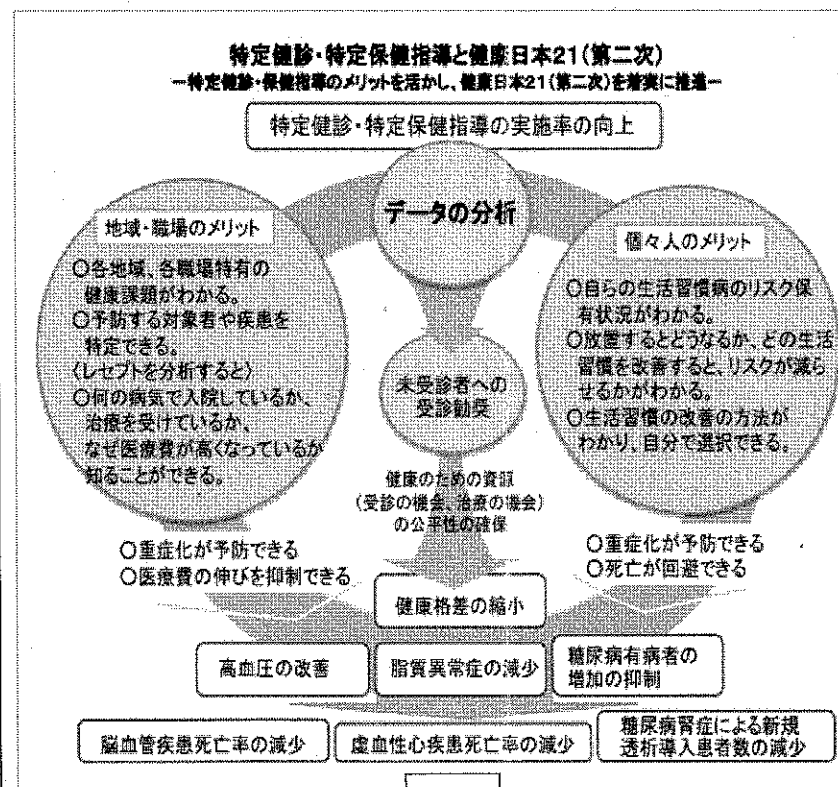 特定健診・特定保健指導と健康日本21(第二次)
ー特定健診・保健指導のメリットを活かし、健康日本21(第二次)を着実に推進ー
特定健診・特定保健指導の実施率の向上
データの分析
地域・職場のメリット
○各地域、各職場特有の
健康課題がわかる。
○予防する対象者や疾患を
特定できる。
〈レセプトを分析すると〉
○何の病気で入院しているか、
治療を受けているか、
なぜ医療費が高くなっているか
知ることができる。
○重症化が予防できる
○医療費の伸びを抑制できる
未受診者への
受診勧奨
健康のための資源
(受診の機会、治療の機会)
の公平性の確保
個々人のメリット
○自らの生活習慣病のリスク保
有状況がわかる。
○放置するとどうなるか、どの生活
習慣を改善すると、リスクが減ら
せるかがわかる。
○生活習慣の改善の方法が
わかり、自分で選択できる。
○重症化が予防できる
○死亡が回避できる
健康格差の縮小
高血圧の改善
脂質異常症の減少
糖尿病有病者の
増加の抑制
脳血管疾患死亡率の減少
虚血性心疾患死亡率の減少
糖尿病腎症による新規
透析導入患者数の減少